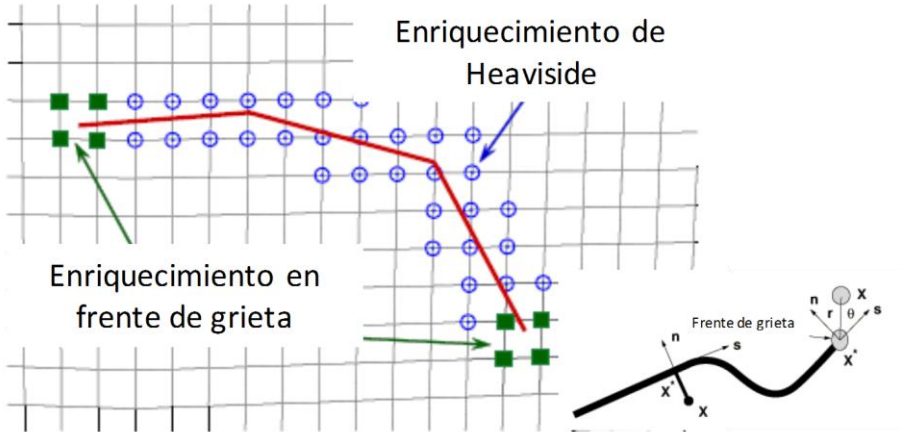 Enriquecimiento de
Heaviside
Enriquecimiento en
frente de grieta
Frente de grieta
n
s
X*
X
n
r
θ
s
X
X*